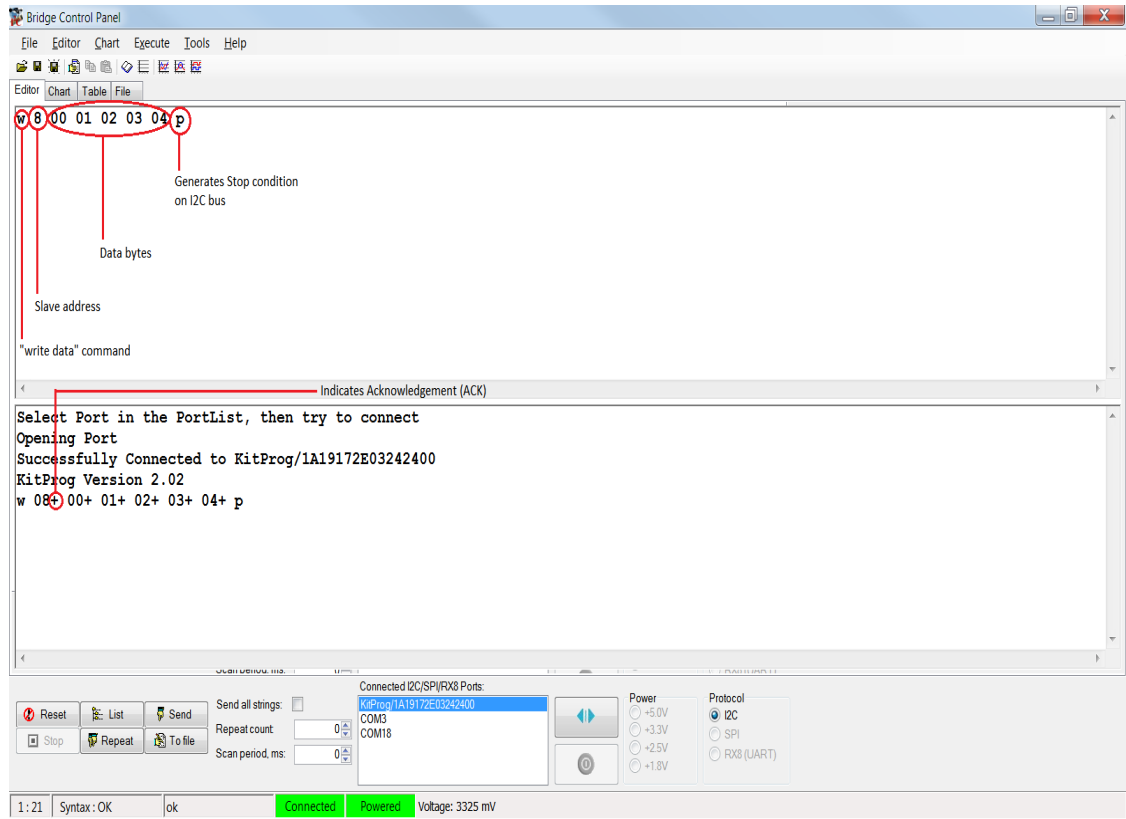 Bridge Control Panel
File Editor Chart Execute Tools Help
Editor Chart Table File
w 8 00 01 02 03 04 p
Generates Stop condition
on I2C bus
Data bytes
Slave address
"write data" command
Indicates Acknowledgement (ACK)
Select Port in the PortList, then try to connect
Opening Port
Successfully Connected to KitProg/1A19172E03242400
KitProg Version 2.02
w 08+ 00+ 01+ 02+ 03+ 04+ p
Connected I2C/SPI/RX8 Ports:
Reset List Send
Stop Repeat To file
Send all strings:
Repeat count: 0
Scan period, ms: 0
KitProg/1A19172E03242400
COM3
COM18
Power
+5.0V
+3.3V
+2.5V
+1.8V
Protocol
I2C
SPI
RX8 (UART)
1 : 21 Syntax : OK ok Connected Powered Voltage: 3325 mV